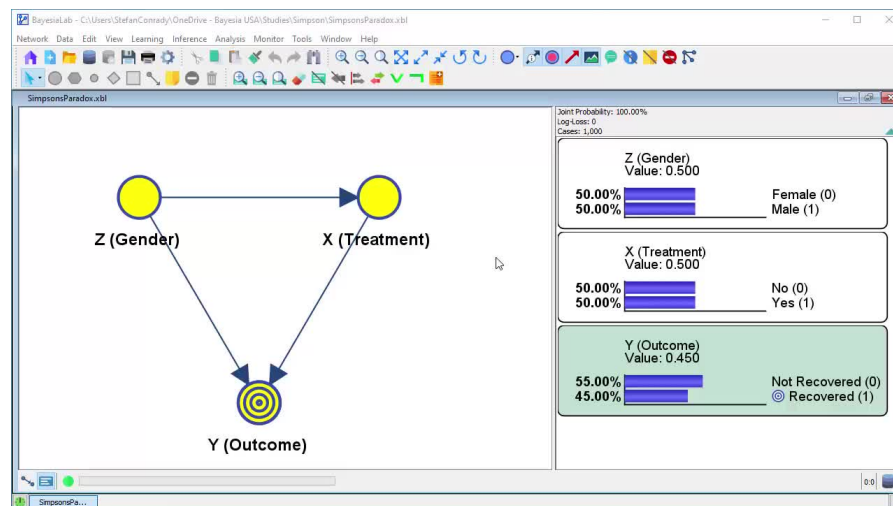 BayesiaLab - C:\Users\StefanConrady\OneDrive - Bayesia USA\Studies\Simpson\SimpsonsParadox.xbl
Network Data Edit View Learning Inference Analysis Monitor Tools Window Help
SimpsonsParadox.xbl
Joint Probability: 100.00%
Log-Loss: 0
Cases: 1,000
Z (Gender)
Value: 0.500
50.00% Female (0)
50.00% Male (1)
Z (Gender)
X (Treatment)
X (Treatment)
Value: 0.500
50.00% No (0)
50.00% Yes (1)
Y (Outcome)
Value: 0.450
55.00% Not Recovered (0)
45.00% Recovered (1)
Y (Outcome)
0:0
SimpsonsPa...